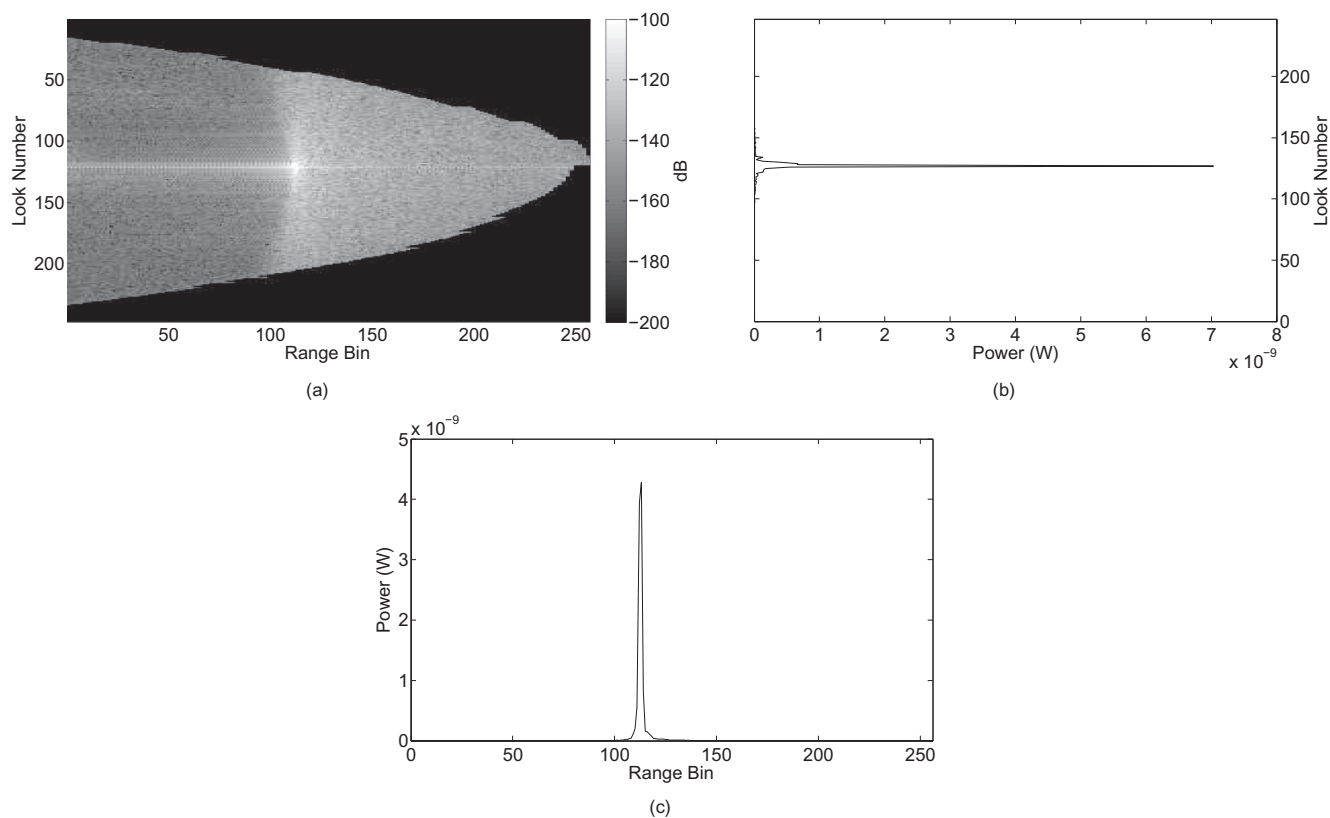 −100
50
−120
100
−140
150
−160
200
−180
−200
Look Number
dB
50 100 150 200 250
Range Bin
(a)
200
150
100
50
0
Look Number
0 1 2 3 4 5 6 7 8
Power (W)
x 10−9
(b)
5 x 10−9
4
3
2
1
0
Power (W)
0 50 100 150 200 250
Range Bin
(c)